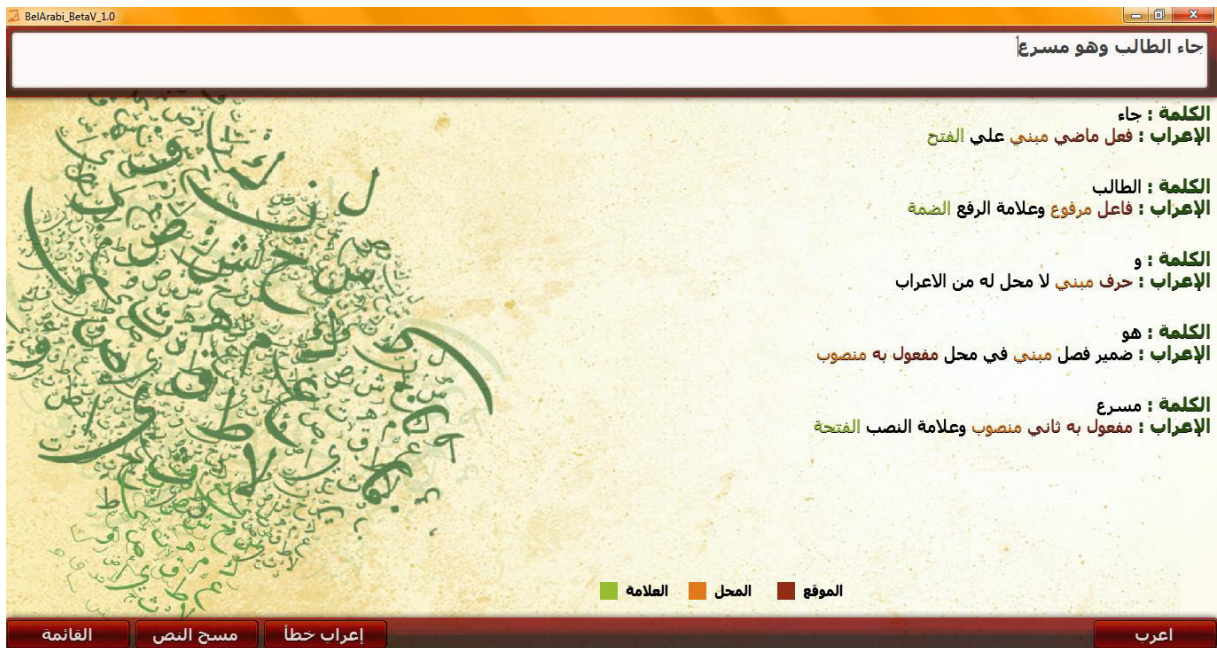 BelArabi_BetaV_1.0
جاء الطالب وهو مسرع
الكلمة : جاء
الإعراب : فعل ماضي مبني علي الفتح
الكلمة : الطالب
الإعراب : فاعل مرفوع وعلامة الرفع الضمة
الكلمة : و
الإعراب : حرف مبني لا محل له من الاعراب
الكلمة : هو
الإعراب : ضمير فصل مبني في محل مفعول به منصوب
الكلمة : مسرع
الإعراب : مفعول به ثاني منصوب وعلامة النصب الفتحة
الموقع المحل العلامة
اعرب إعراب خطأ مسح النص القائمة